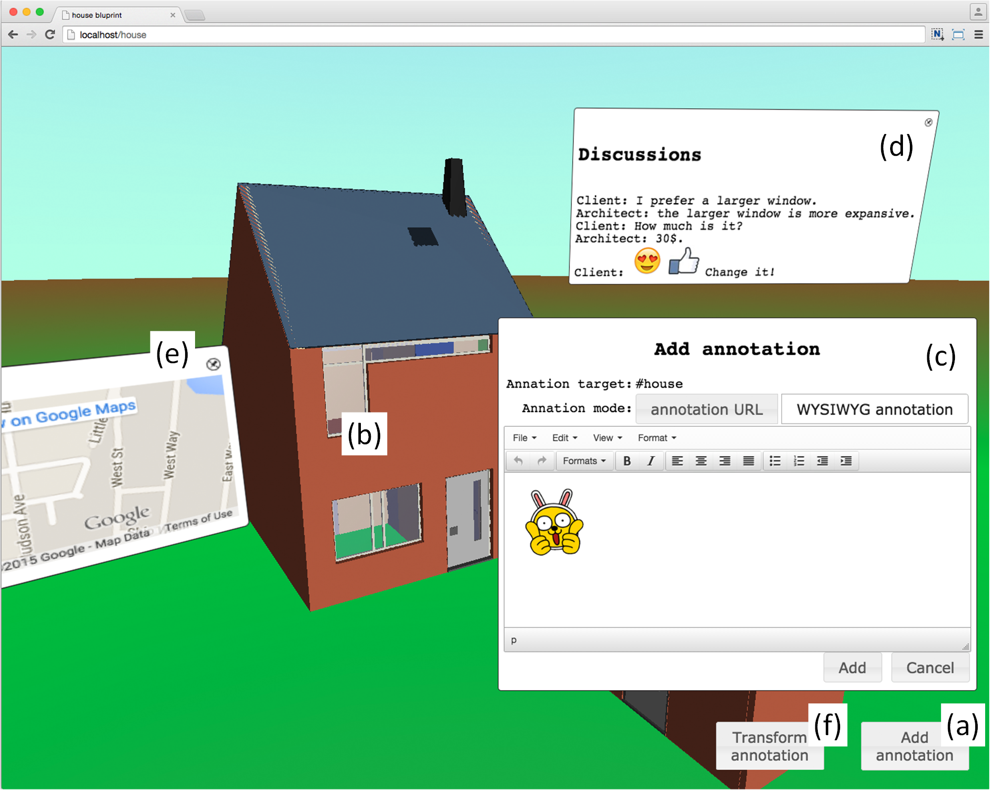 house bluprint
localhost/house
(d)
Discussions
Client: I prefer a larger window.
Architect: the larger window is more expansive.
Client: How much is it?
Architect: 30$.
Client: Change it!
(e)
on Google Maps
Little
West St
West Way
East W
udson Ave
Google
2015 Google - Map Data
Terms of Use
(b)
Add annotation
(c)
Annation target: #house
Annation mode: annotation URL WYSIWYG annotation
File Edit View Format
Formats B I
p
Add Cancel
(f)
Transform
annotation
(a)
Add
annotation